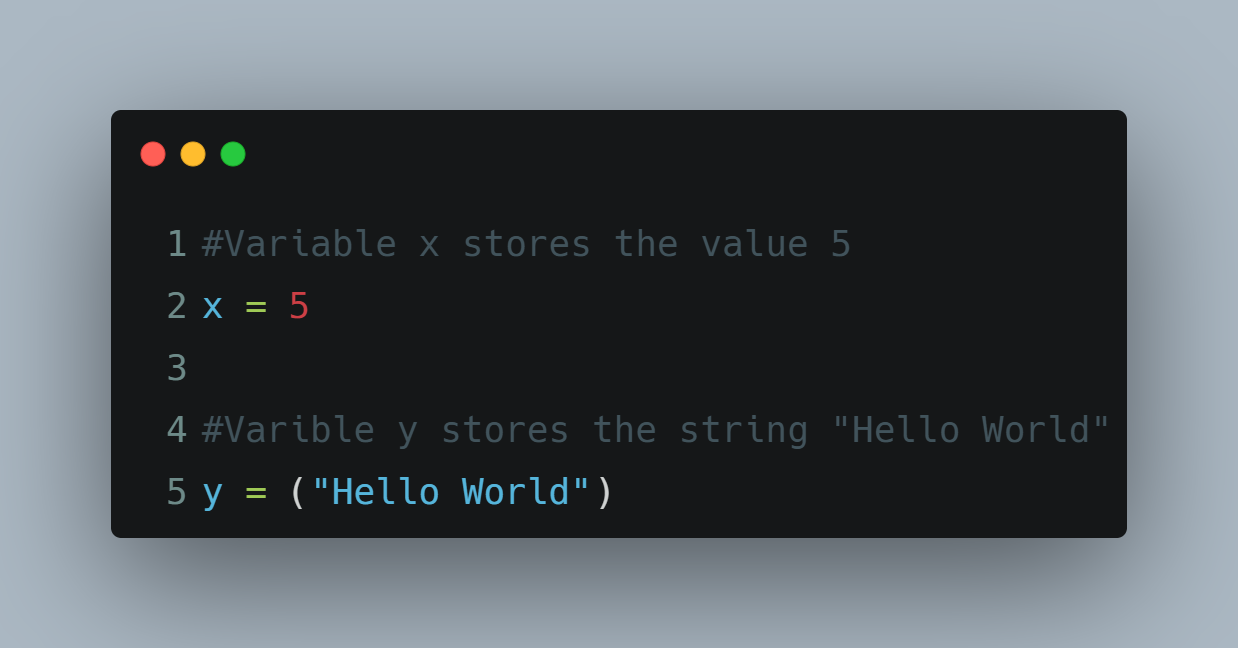 1 #Variable x stores the value 5
2 x = 5
3
4 #Varible y stores the string "Hello World"
5 y = ("Hello World")